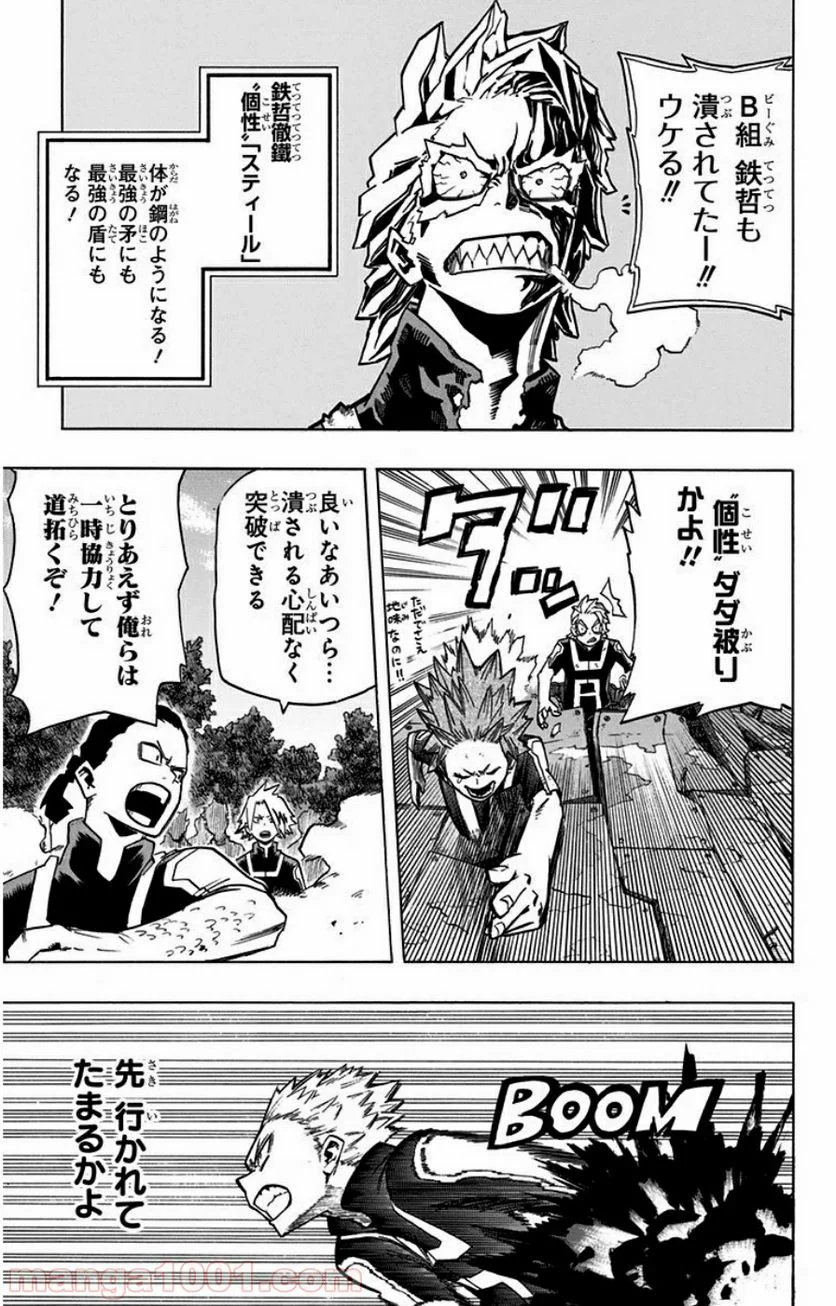 B組 鉄哲も
潰されてたー!!
ウケる!!
鉄哲徹鐵
“個性”「スティール」
体が鋼のようになる!
最強の矛にも
最強の盾にも
なる!
“個性”ダダ被り
かよ!!
ダッ
ただでさえ
地味なのに!!
良いなあいつら…
潰される心配なく
突破できる
とりあえず俺らは
一時協力して
道拓くぞ!
BOOM
先 行かれて
たまるかよ
manga1001.com